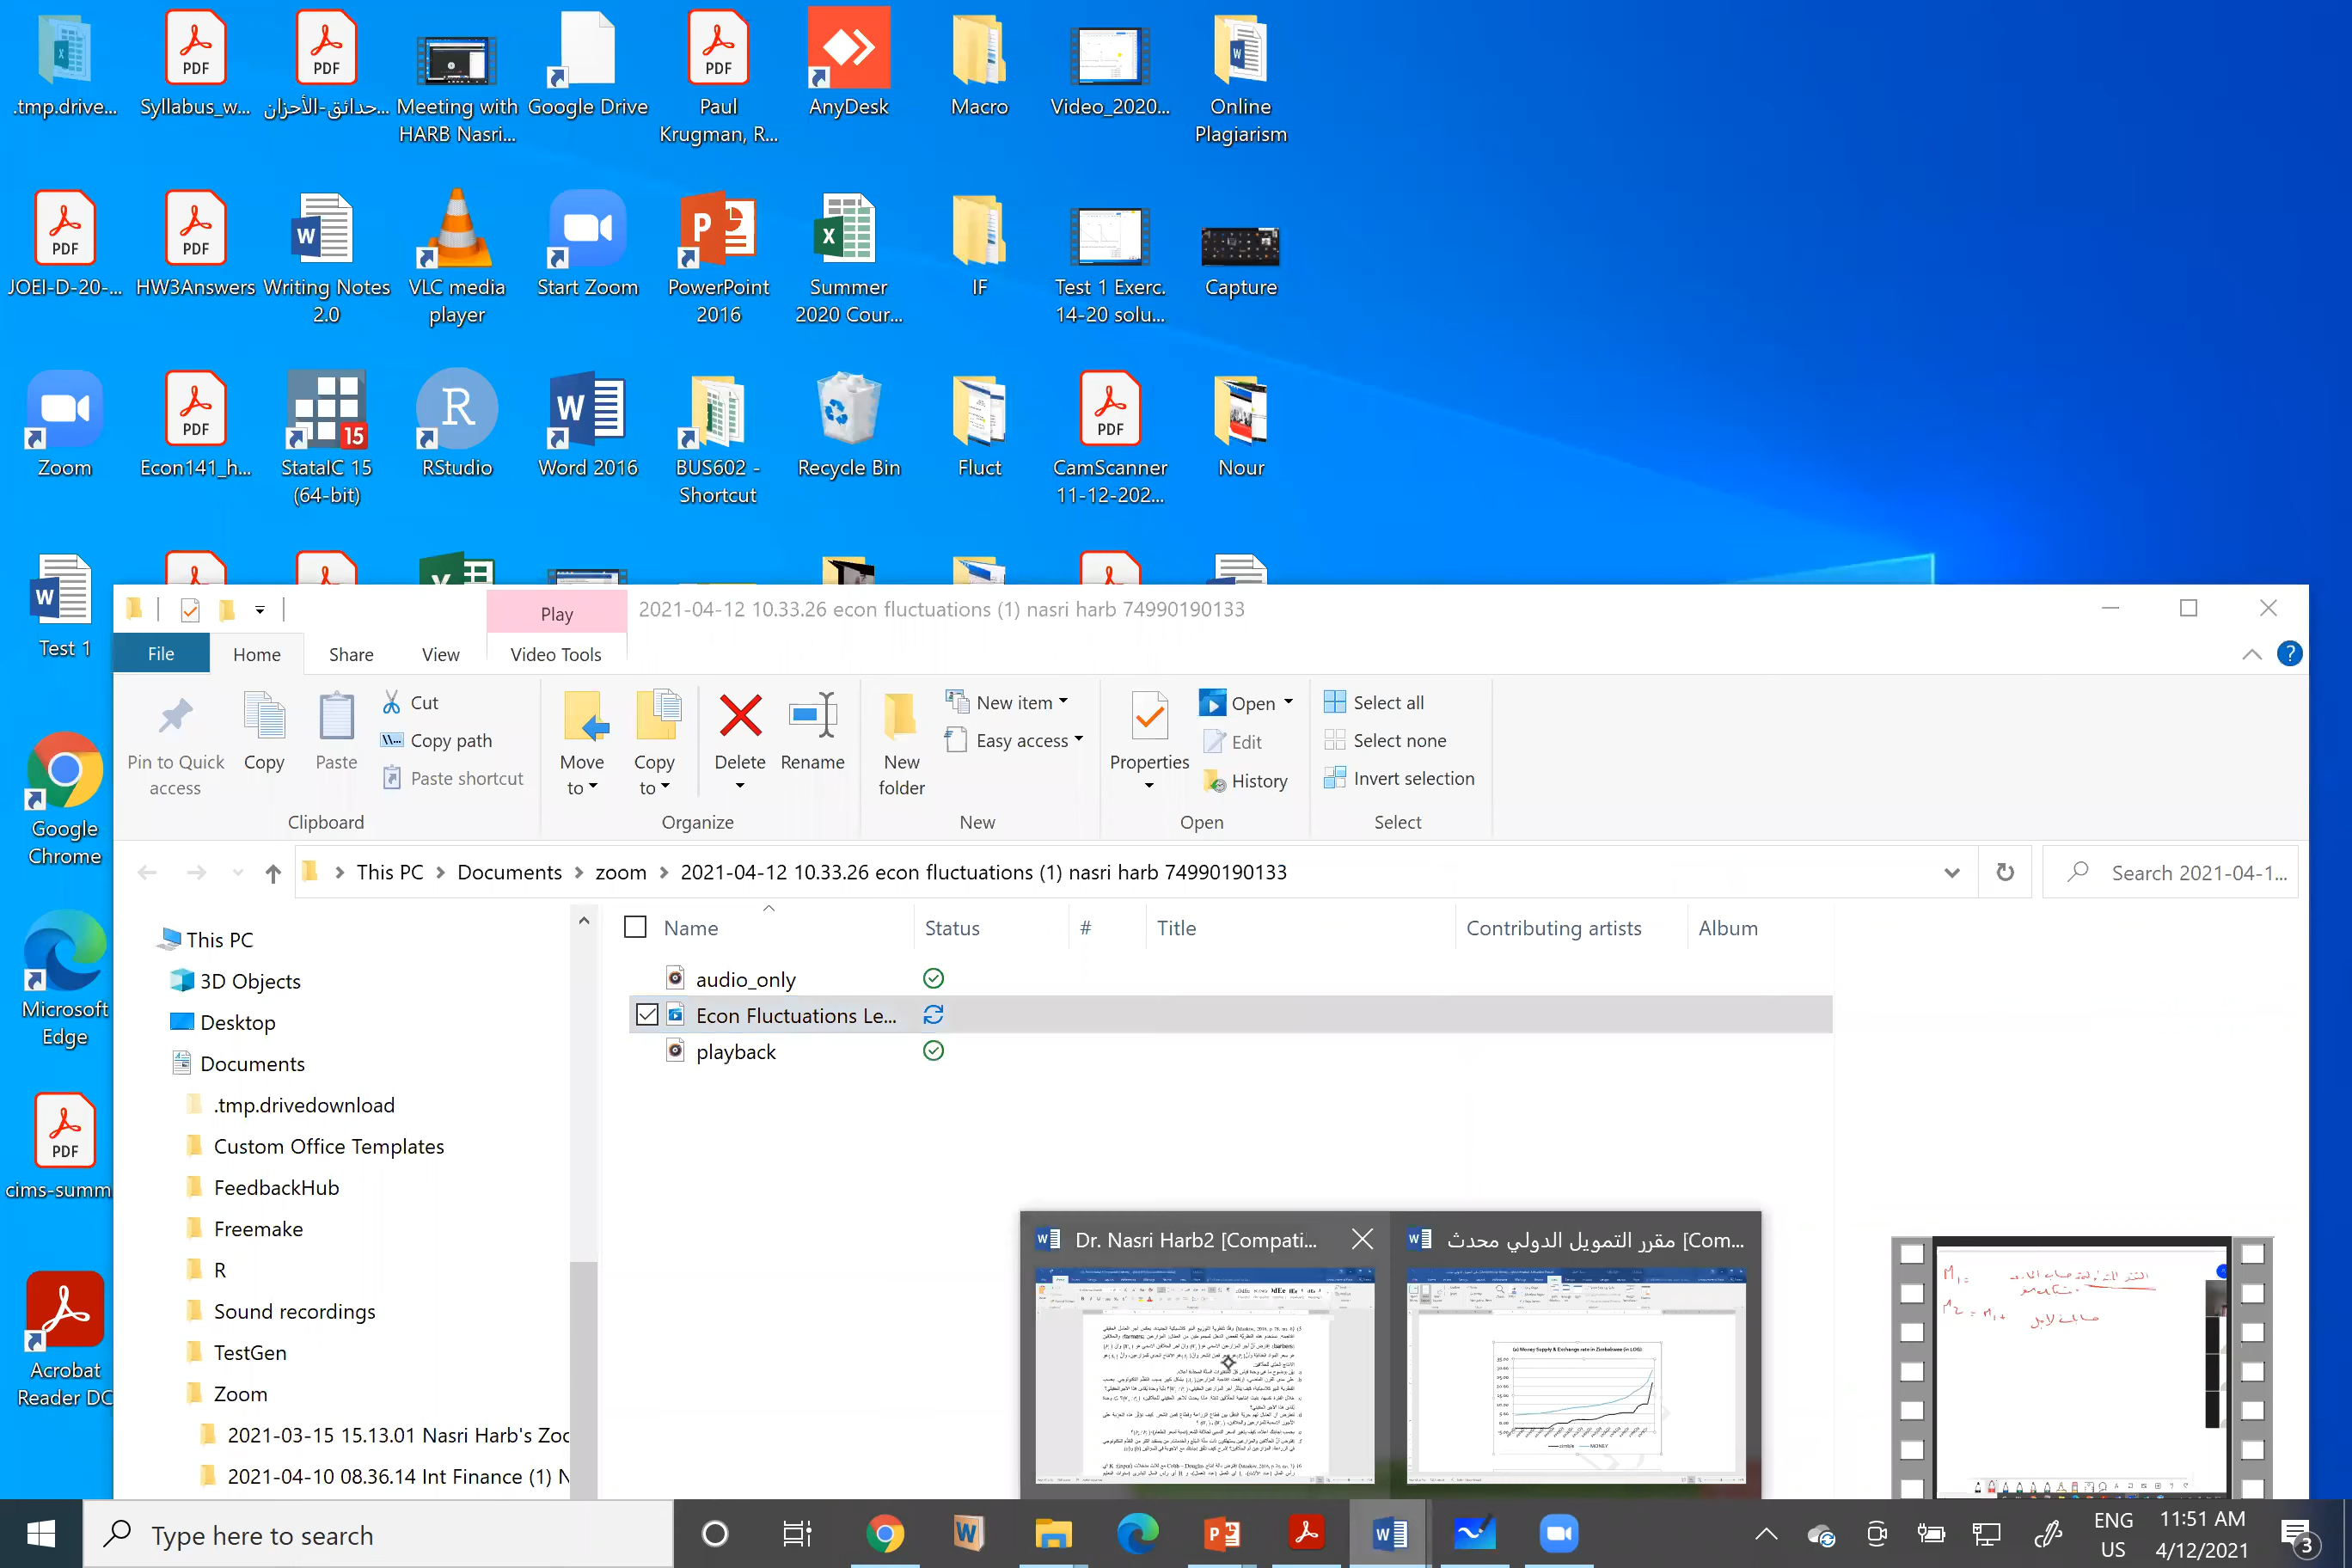 .tmp.drive...
Syllabus_w...
حدائق-الأحزان...
Meeting with
HARB Nasri...
Google Drive
Paul
Krugman, R...
AnyDesk
Macro
Video_2020...
Online
Plagiarism
JOEI-D-20-...
HW3Answers
Writing Notes
2.0
VLC media
player
Start Zoom
PowerPoint
2016
Summer
2020 Cour...
IF
Test 1 Exerc.
14-20 solu...
Capture
Zoom
Econ141_h...
StataIC 15
(64-bit)
RStudio
Word 2016
BUS602 -
Shortcut
Recycle Bin
Fluct
CamScanner
11-12-202...
Nour
Test 1
Google
Chrome
Microsoft
Edge
cims-summ
Acrobat
Reader DC
Play
2021-04-12 10.33.26 econ fluctuations (1) nasri harb 74990190133
File
Home
Share
View
Video Tools
Pin to Quick
access
Copy
Paste
Cut
Copy path
Paste shortcut
Clipboard
Move
to
Copy
to
Delete
Rename
Organize
New
folder
New item
Easy access
New
Properties
Open
Edit
History
Open
Select all
Select none
Invert selection
Select
This PC > Documents > zoom > 2021-04-12 10.33.26 econ fluctuations (1) nasri harb 74990190133
Search 2021-04-1...
This PC
3D Objects
Desktop
Documents
.tmp.drivedownload
Custom Office Templates
FeedbackHub
Freemake
R
Sound recordings
TestGen
Zoom
2021-03-15 15.13.01 Nasri Harb's Zoo
2021-04-10 08.36.14 Int Finance (1) N
Name
Status
#
Title
Contributing artists
Album
audio_only
Econ Fluctuations Le...
playback
Dr. Nasri Harb2 [Compati...
مقرر التمويل الدولي محدث [Com...
(a) Money Supply & Exchange rate in Zimbabwe (in LOG)
Type here to search
ENG
US
11:51 AM
4/12/2021
3